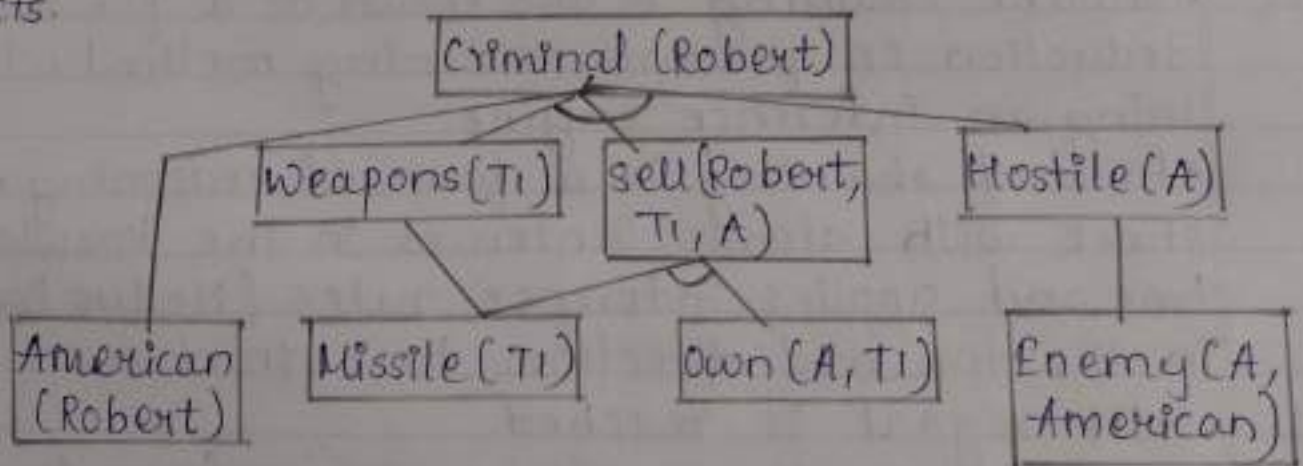 Criminal (Robert)
Weapons(T1)
sell(Robert,
T1, A)
Hostile(A)
American
(Robert)
Missile(T1)
Own(A, T1)
Enemy(A,
American)